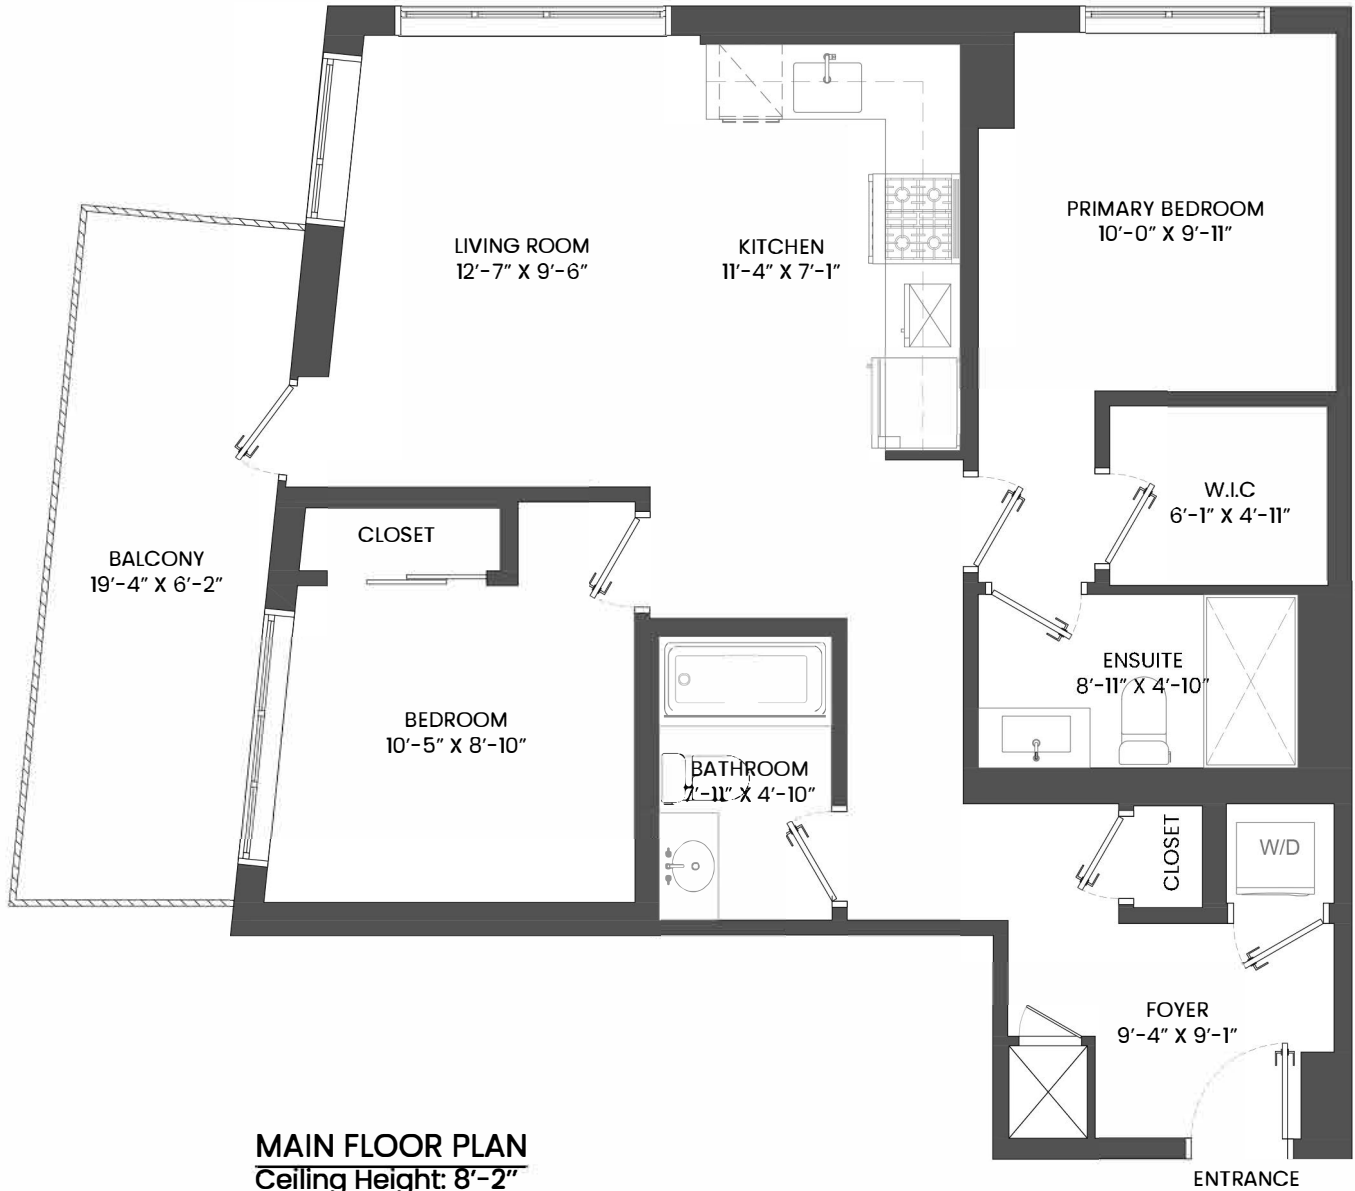 PRIMARY BEDROOM
10'-0" X 9'-11"
LIVING ROOM
12'-7" X 9'-6"
KITCHEN
11'-4" X 7'-1"
W.I.C
6'-1" X 4'-11"
CLOSET
BALCONY
19'-4" X 6'-2"
ENSUITE
8'-11" X 4'-10"
BEDROOM
10'-5" X 8'-10"
BATHROOM
7'-11" X 4'-10"
CLOSET
W/D
FOYER
9'-4" X 9'-1"
MAIN FLOOR PLAN
Ceiling Height: 8'-2"
ENTRANCE